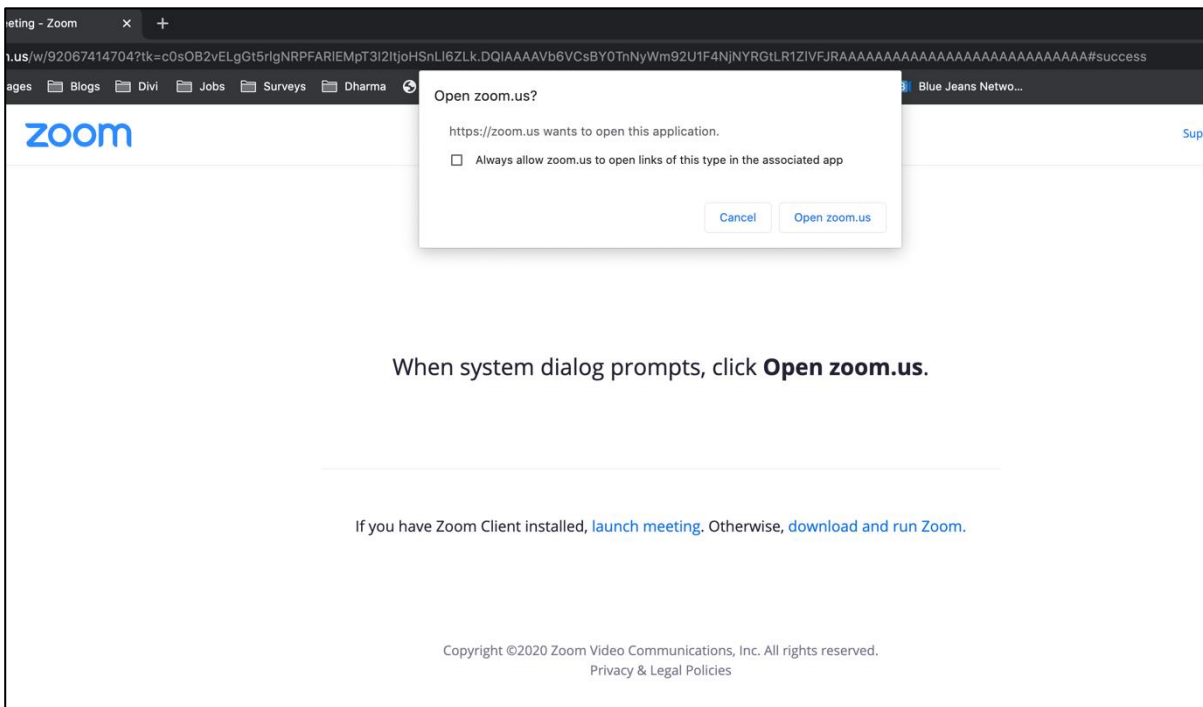 eeting - Zoom × +
n.us/w/92067414704?tk=c0sOB2vELgGt5rlgNRPFARlEMpT3I2ItjoHSnLl6ZLk.DQIAAAAVb6VCsBY0TnNyWm92U1F4NjNYRGtLR1ZlVFJRAAAAAAAAAAAAAAAAAAAAAAAAAAAA#success
ages Blogs Divi Jobs Surveys Dharma Blue Jeans Netwo...
Open zoom.us?
https://zoom.us wants to open this application.
Always allow zoom.us to open links of this type in the associated app
Cancel Open zoom.us
zoom
Sup
When system dialog prompts, click Open zoom.us.
If you have Zoom Client installed, launch meeting. Otherwise, download and run Zoom.
Copyright ©2020 Zoom Video Communications, Inc. All rights reserved.
Privacy & Legal Policies